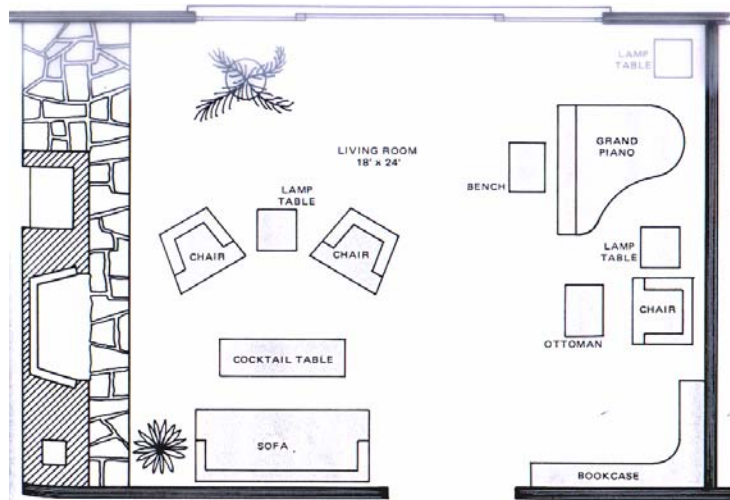 LAMP
TABLE
GRAND
PIANO
LIVING ROOM
18' x 24'
BENCH
LAMP
TABLE
CHAIR
CHAIR
LAMP
TABLE
CHAIR
OTTOMAN
COCKTAIL TABLE
SOFA
BOOKCASE